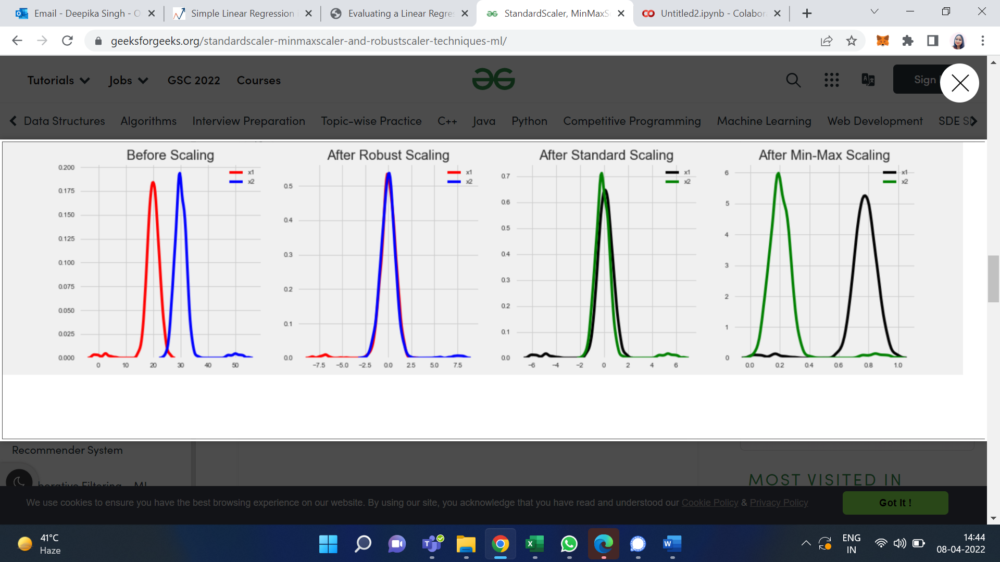 Email - Deepika Singh - O
Simple Linear Regression
Evaluating a Linear Regres
StandardScaler, MinMaxS
Untitled2.ipynb - Colabor
geeksforgeeks.org/standardscaler-minmaxscaler-and-robustscaler-techniques-ml/
Tutorials Jobs GSC 2022 Courses
Sign
Data Structures Algorithms Interview Preparation Topic-wise Practice C++ Java Python Competitive Programming Machine Learning Web Development SDE S
Before Scaling
x1
x2
0.200
0.175
0.150
0.125
0.100
0.075
0.050
0.025
0.000
0 10 20 30 40 50
After Robust Scaling
x1
x2
0.5
0.4
0.3
0.2
0.1
0.0
−7.5 −5.0 −2.5 0.0 2.5 5.0 7.5
After Standard Scaling
x1
x2
0.7
0.6
0.5
0.4
0.3
0.2
0.1
0.0
−6 −4 −2 0 2 4 6
After Min-Max Scaling
x1
x2
6
5
4
3
2
1
0
0.0 0.2 0.4 0.6 0.8 1.0
Recommender System
borative Filtering - ML
MOST VISITED IN
We use cookies to ensure you have the best browsing experience on our website. By using our site, you acknowledge that you have read and understood our Cookie Policy & Privacy Policy
Got It !
41°C
Haze
ENG
IN
14:44
08-04-2022